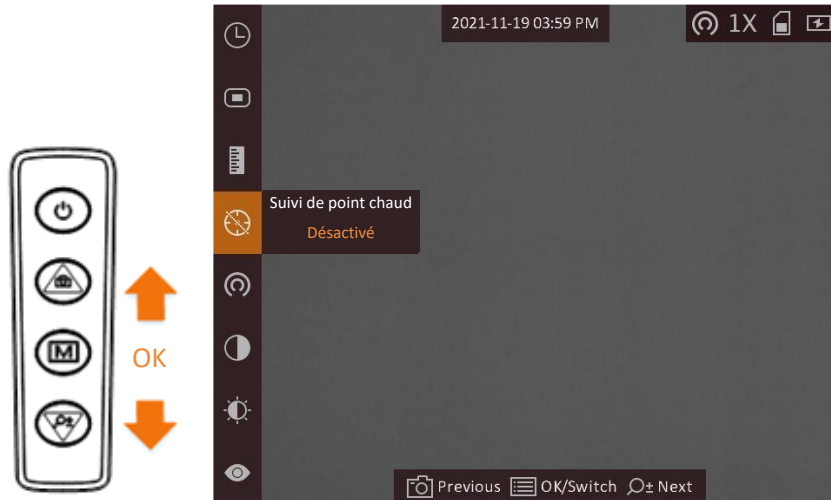 2021-11-19 03:59 PM
1X
Suivi de point chaud
Désactivé
M
OK
Previous OK/Switch ± Next